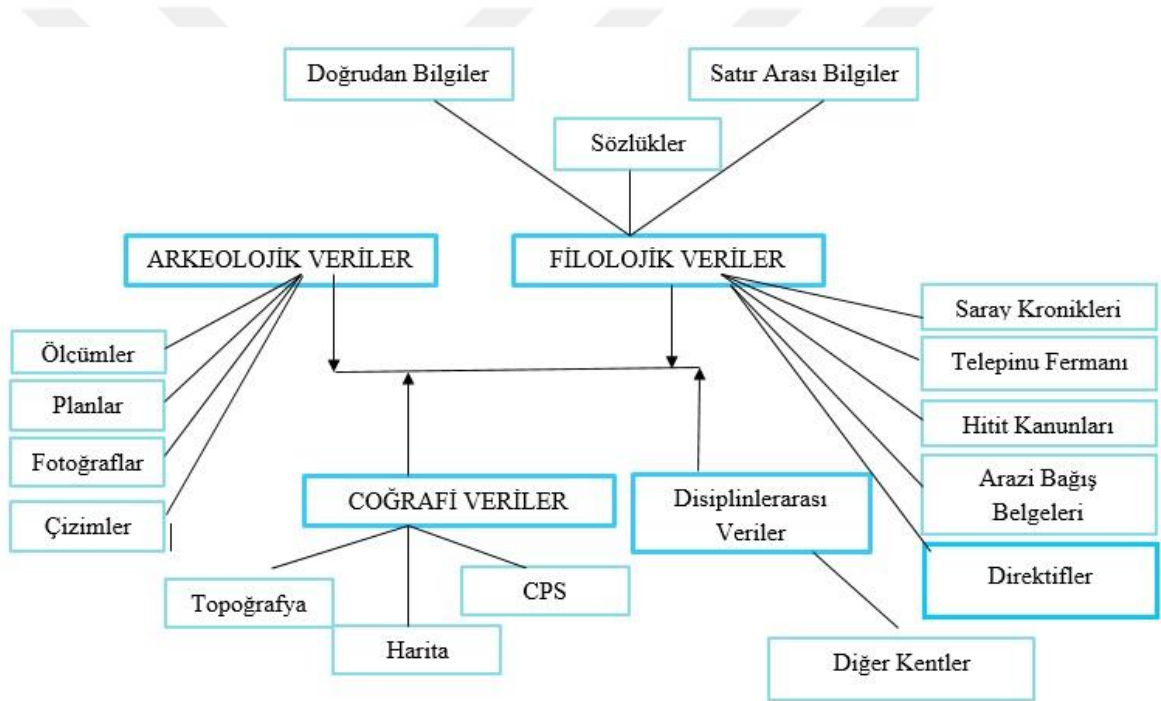 Doğrudan Bilgiler
Satır Arası Bilgiler
Sözlükler
ARKEOLOJİK VERİLER
FİLOLOJİK VERİLER
Saray Kronikleri
Ölçümler
Telepinu Fermanı
Planlar
Hitit Kanunları
Fotoğraflar
Arazi Bağış
Belgeleri
COĞRAFİ VERİLER
Disiplinlerarası
Veriler
Çizimler
Direktifler
Topoğrafya
CPS
Harita
Diğer Kentler